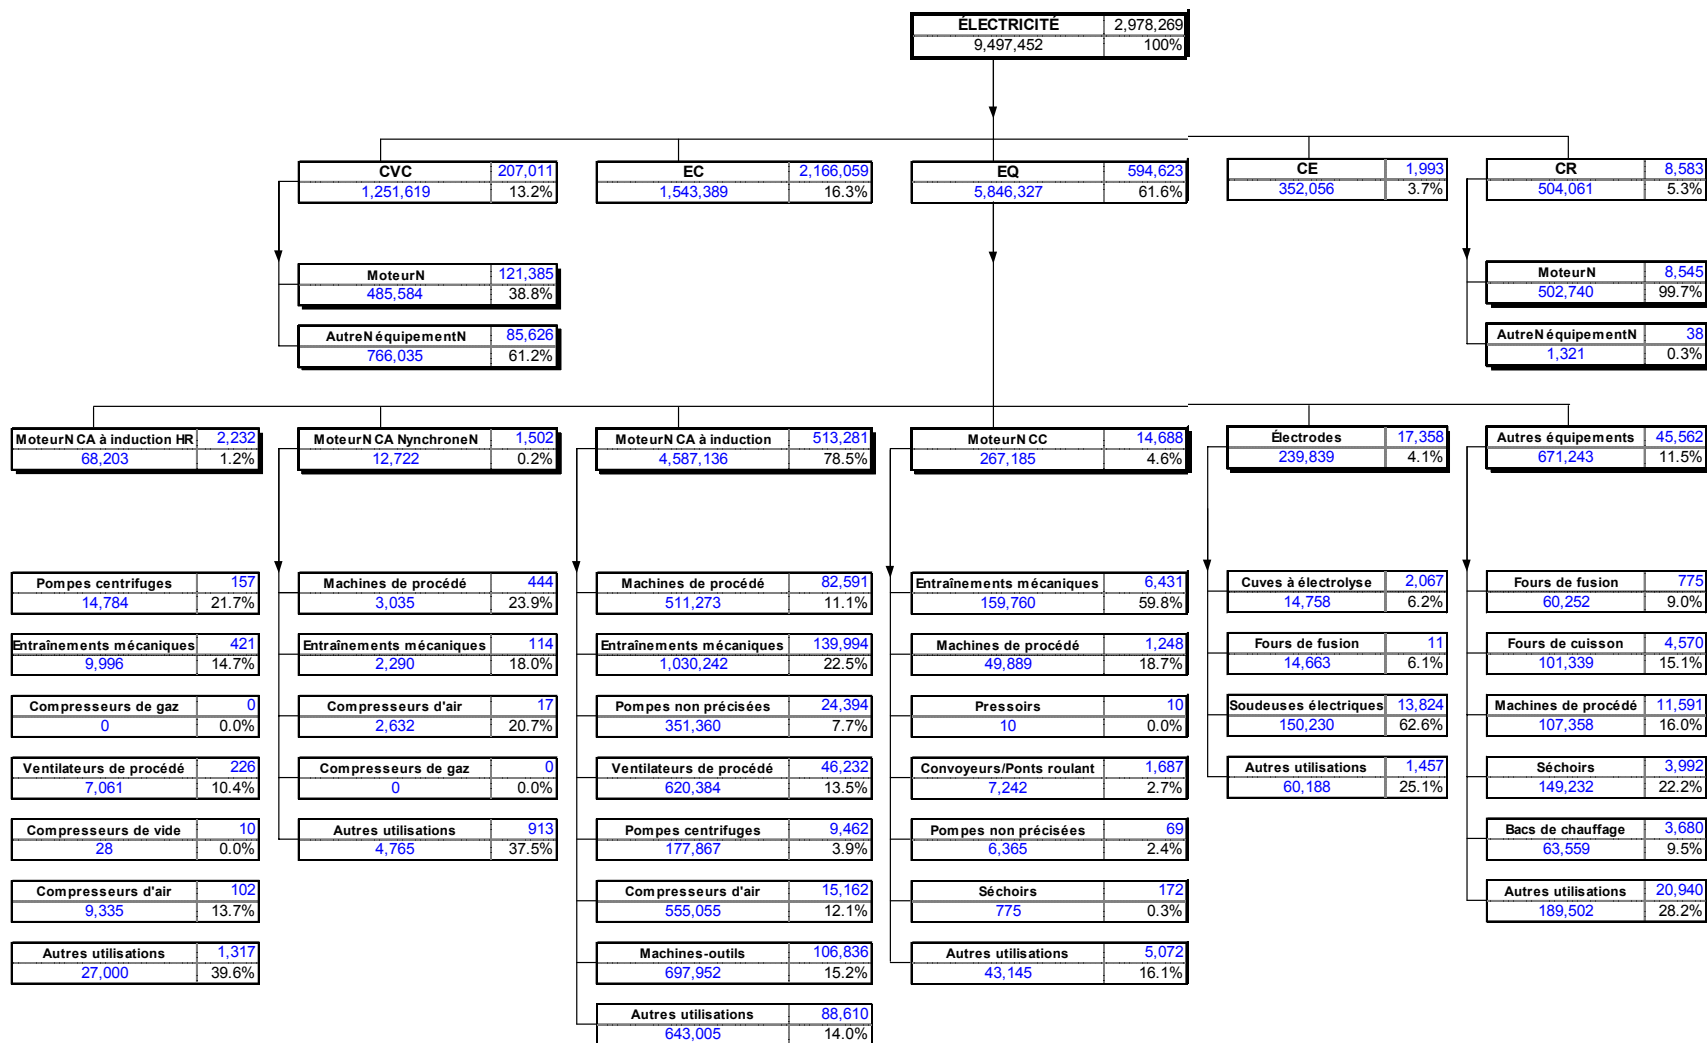 ÉLECTRICITÉ 2,978,269
9,497,452 100%
CVC 207,011
1,251,619 13.2%
EC 2,166,059
1,543,389 16.3%
EQ 594,623
5,846,327 61.6%
CE 1,993
352,056 3.7%
CR 8,583
504,061 5.3%
MoteurN 121,385
485,584 38.8%
AutreN équipementN 85,626
766,035 61.2%
MoteurN 8,545
502,740 99.7%
AutreN équipementN 38
1,321 0.3%
MoteurN CA à induction HR 2,232
68,203 1.2%
MoteurN CA NynchroneN 1,502
12,722 0.2%
MoteurN CA à induction 513,281
4,587,136 78.5%
MoteurN CC 14,688
267,185 4.6%
Électrodes 17,358
239,839 4.1%
Autres équipements 45,562
671,243 11.5%
Pompes centrifuges 157
14,784 21.7%
Entraînements mécaniques 421
9,996 14.7%
Compresseurs de gaz 0
0 0.0%
Ventilateurs de procédé 226
7,061 10.4%
Compresseurs de vide 10
28 0.0%
Compresseurs d'air 102
9,335 13.7%
Autres utilisations 1,317
27,000 39.6%
Machines de procédé 444
3,035 23.9%
Entraînements mécaniques 114
2,290 18.0%
Compresseurs d'air 17
2,632 20.7%
Compresseurs de gaz 0
0 0.0%
Autres utilisations 913
4,765 37.5%
Machines de procédé 82,591
511,273 11.1%
Entraînements mécaniques 139,994
1,030,242 22.5%
Pompes non précisées 24,394
351,360 7.7%
Ventilateurs de procédé 46,232
620,384 13.5%
Pompes centrifuges 9,462
177,867 3.9%
Compresseurs d'air 15,162
555,055 12.1%
Machines-outils 106,836
697,952 15.2%
Autres utilisations 88,610
643,005 14.0%
Entraînements mécaniques 6,431
159,760 59.8%
Machines de procédé 1,248
49,889 18.7%
Pressoirs 10
10 0.0%
Convoyeurs/Ponts roulant 1,687
7,242 2.7%
Pompes non précisées 69
6,365 2.4%
Séchoirs 172
775 0.3%
Autres utilisations 5,072
43,145 16.1%
Cuves à électrolyse 2,067
14,758 6.2%
Fours de fusion 11
14,663 6.1%
Soudeuses électriques 13,824
150,230 62.6%
Autres utilisations 1,457
60,188 25.1%
Fours de fusion 775
60,252 9.0%
Fours de cuisson 4,570
101,339 15.1%
Machines de procédé 11,591
107,358 16.0%
Séchoirs 3,992
149,232 22.2%
Bacs de chauffage 3,680
63,559 9.5%
Autres utilisations 20,940
189,502 28.2%